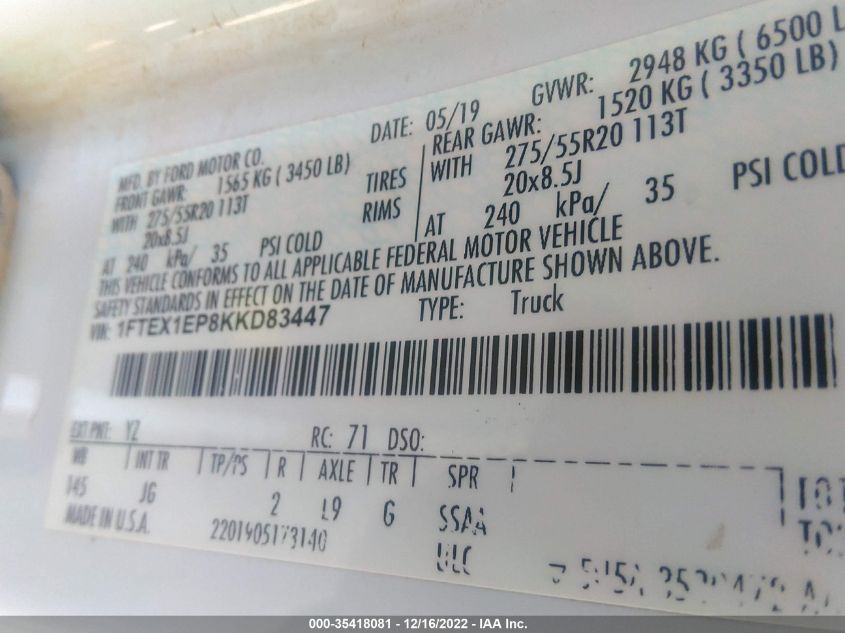 MFD. BY FORD MOTOR CO. DATE: 05/19 GVWR: 2948 KG ( 6500 L
FRONT GAWR: 1565 KG ( 3450 LB) REAR GAWR: 1520 KG ( 3350 LB)
WITH 275/55R20 113T TIRES WITH 275/55R20 113T
20x8.5J RIMS 20x8.5J
AT 240 kPa/ 35 PSI COLD AT 240 kPa/ 35 PSI COLD
THIS VEHICLE CONFORMS TO ALL APPLICABLE FEDERAL MOTOR VEHICLE
SAFETY STANDARDS IN EFFECT ON THE DATE OF MANUFACTURE SHOWN ABOVE.
VIN: 1FTEX1EP8KKD83447 TYPE: Truck
EXT PNT: YZ RC: 71 DSO:
WB INT TR TP/PS R AXLE TR SPR
145 JG 2 L9 G SSAA
MADE IN U.S.A. 2201905173140
000-35418081 - 12/16/2022 - IAA Inc.